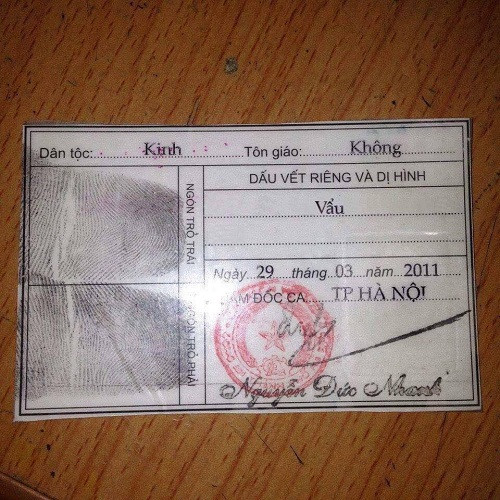 Dân tộc: Kinh Tôn giáo: Không
NGÓN TRỎ TRÁI
DẤU VẾT RIÊNG VÀ DỊ HÌNH
Vẩu
Ngày 29 tháng 03 năm 2011
NGÓN TRỎ PHẢI
ĐỐC CA TP HÀ NỘI
Nguyễn Đức Nhanh